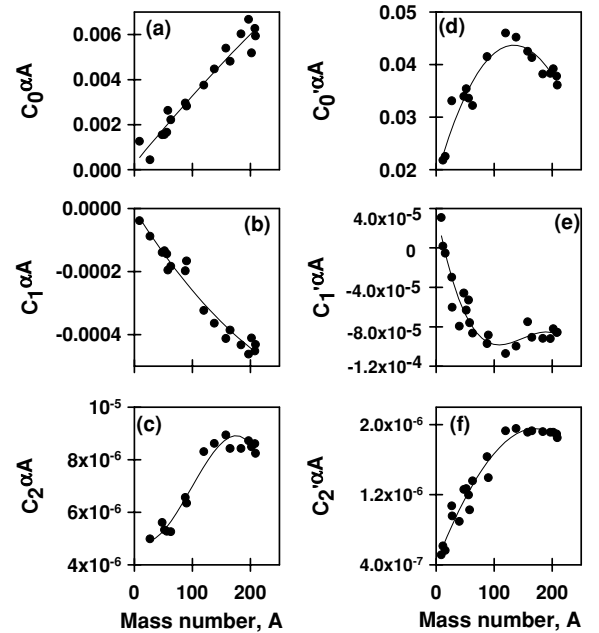 (a)
0.006
0.004
0.002
0.000
C₀αA
(d)
0.05
0.04
0.03
0.02
C₀'αA
(b)
0.0000
-0.0002
-0.0004
C₁αA
(e)
4.0x10⁻⁵
0
-4.0x10⁻⁵
-8.0x10⁻⁵
-1.2x10⁻⁴
C₁'αA
(c)
10⁻⁵
8x10⁻⁶
6x10⁻⁶
4x10⁻⁶
C₂αA
0 100 200
Mass number, A
(f)
2.0x10⁻⁶
1.2x10⁻⁶
4.0x10⁻⁷
C₂'αA
0 100 200
Mass number, A